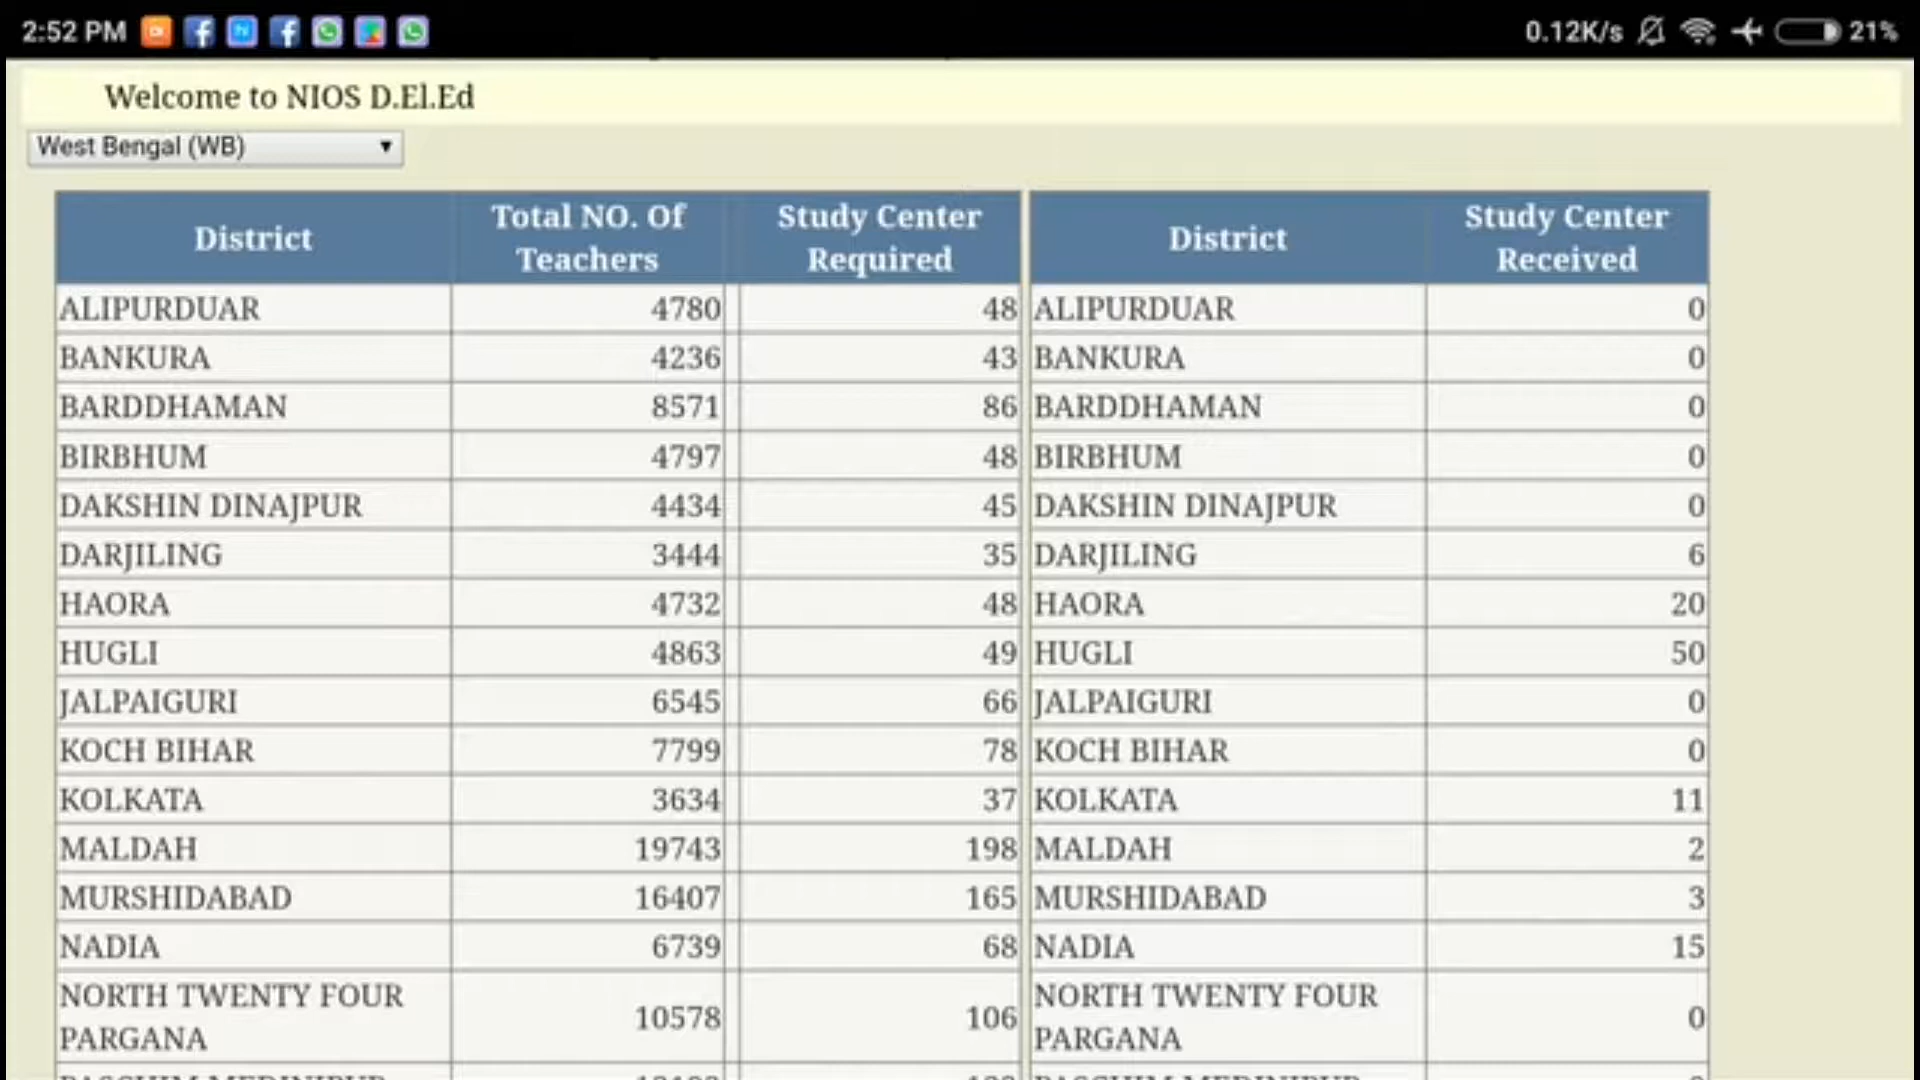 2:52 PM
0.12K/s
21%
Welcome to NIOS D.El.Ed
West Bengal (WB)
District Total NO. Of Teachers Study Center Required District Study Center Received
ALIPURDUAR 4780 48 ALIPURDUAR 0
BANKURA 4236 43 BANKURA 0
BARDDHAMAN 8571 86 BARDDHAMAN 0
BIRBHUM 4797 48 BIRBHUM 0
DAKSHIN DINAJPUR 4434 45 DAKSHIN DINAJPUR 0
DARJILING 3444 35 DARJILING 6
HAORA 4732 48 HAORA 20
HUGLI 4863 49 HUGLI 50
JALPAIGURI 6545 66 JALPAIGURI 0
KOCH BIHAR 7799 78 KOCH BIHAR 0
KOLKATA 3634 37 KOLKATA 11
MALDAH 19743 198 MALDAH 2
MURSHIDABAD 16407 165 MURSHIDABAD 3
NADIA 6739 68 NADIA 15
NORTH TWENTY FOUR PARGANA 10578 106 NORTH TWENTY FOUR PARGANA 0